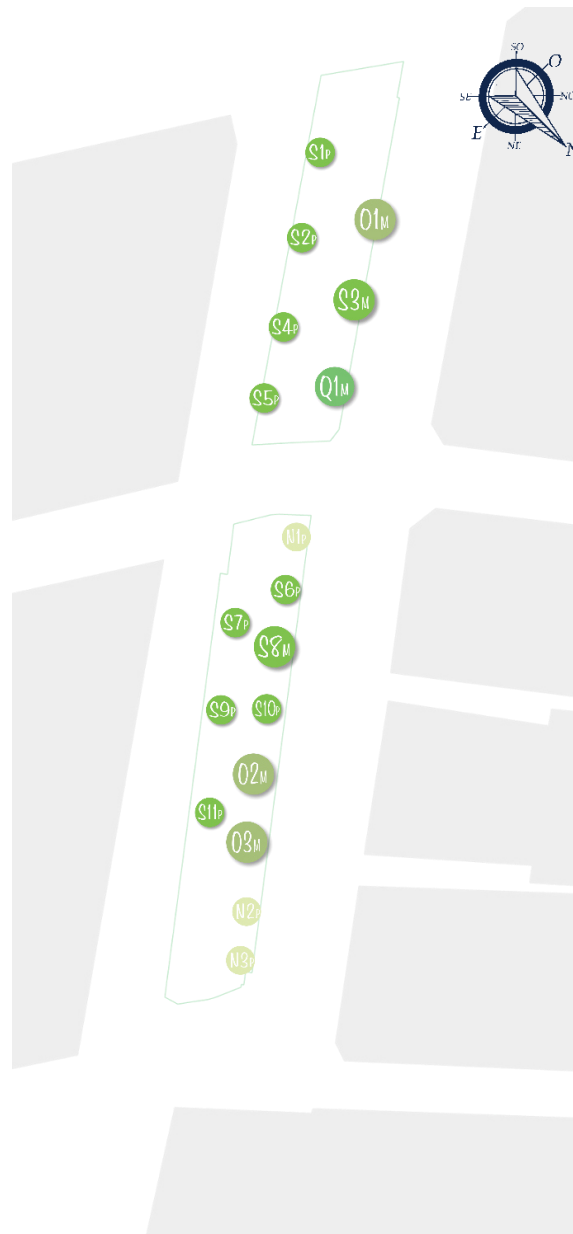 SO
O
SE
NO
E
NE
N
S1P
O1M
S2P
S3M
S4P
Q1M
S5P
N1P
S6P
S7P
S8M
S9P
S10P
O2M
S11P
O3M
N2P
N3P